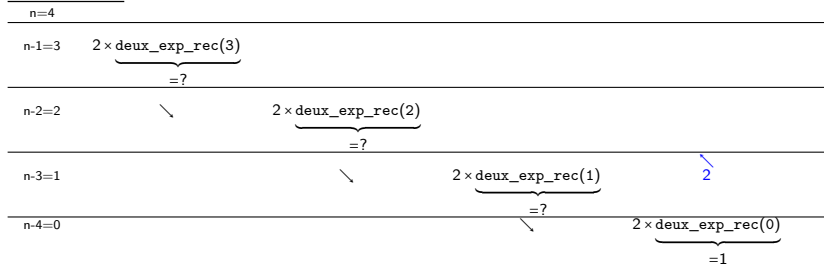 n=4
n-1=3 2×deux_exp_rec(3)
=?
n-2=2 2×deux_exp_rec(2)
=?
n-3=1 2×deux_exp_rec(1) 2
=?
n-4=0 2×deux_exp_rec(0)
=1